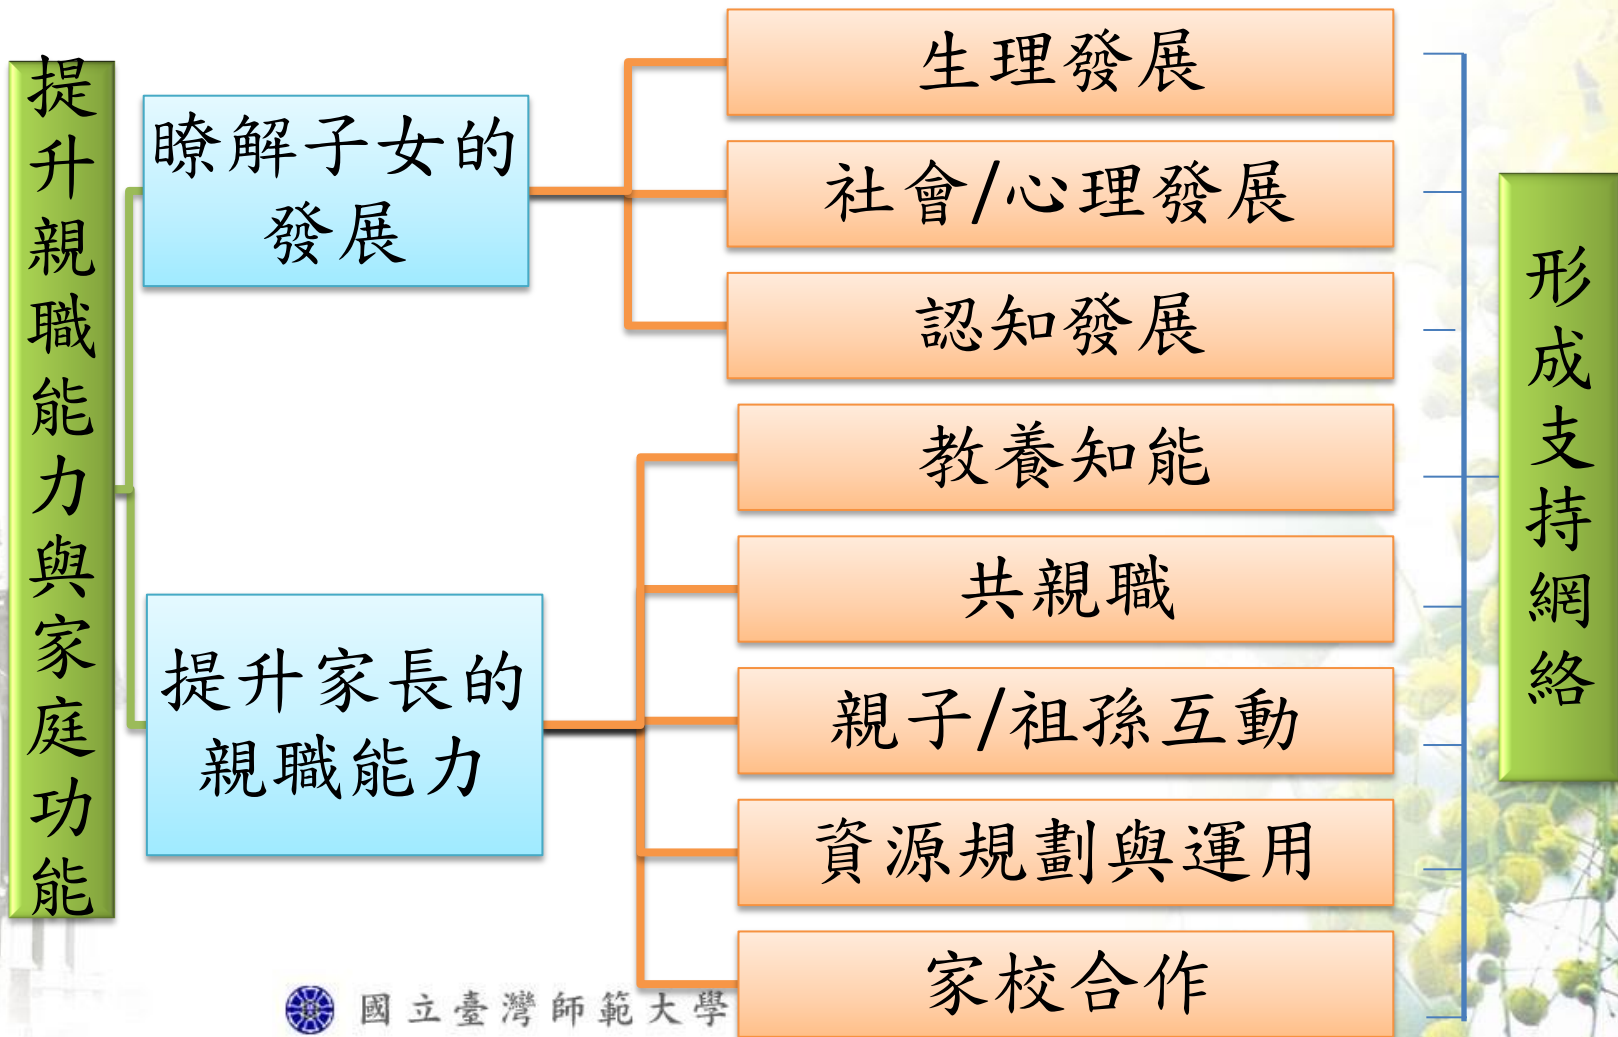 提升親職能力與家庭功能
瞭解子女的
發展
生理發展
社會/心理發展
認知發展
提升家長的
親職能力
教養知能
共親職
親子/祖孫互動
資源規劃與運用
家校合作
形成支持網絡
國立臺灣師範大學